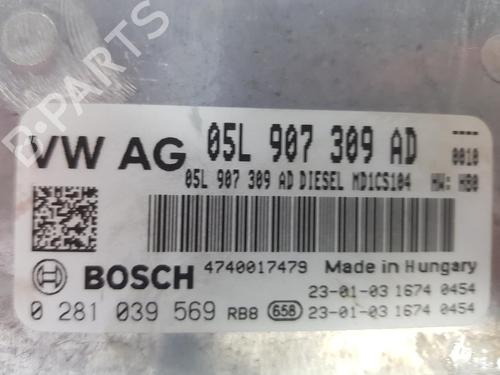 VW AG 05L 907 309 AD ----
0010
05L 907 309 AD DIESEL MD1CS104 HW: HB0
BOSCH 4740017479 Made in Hungary
23-01-03 1674 0454
0 281 039 569 RB8 658 23-01-03 1674 0454
B-PARTS